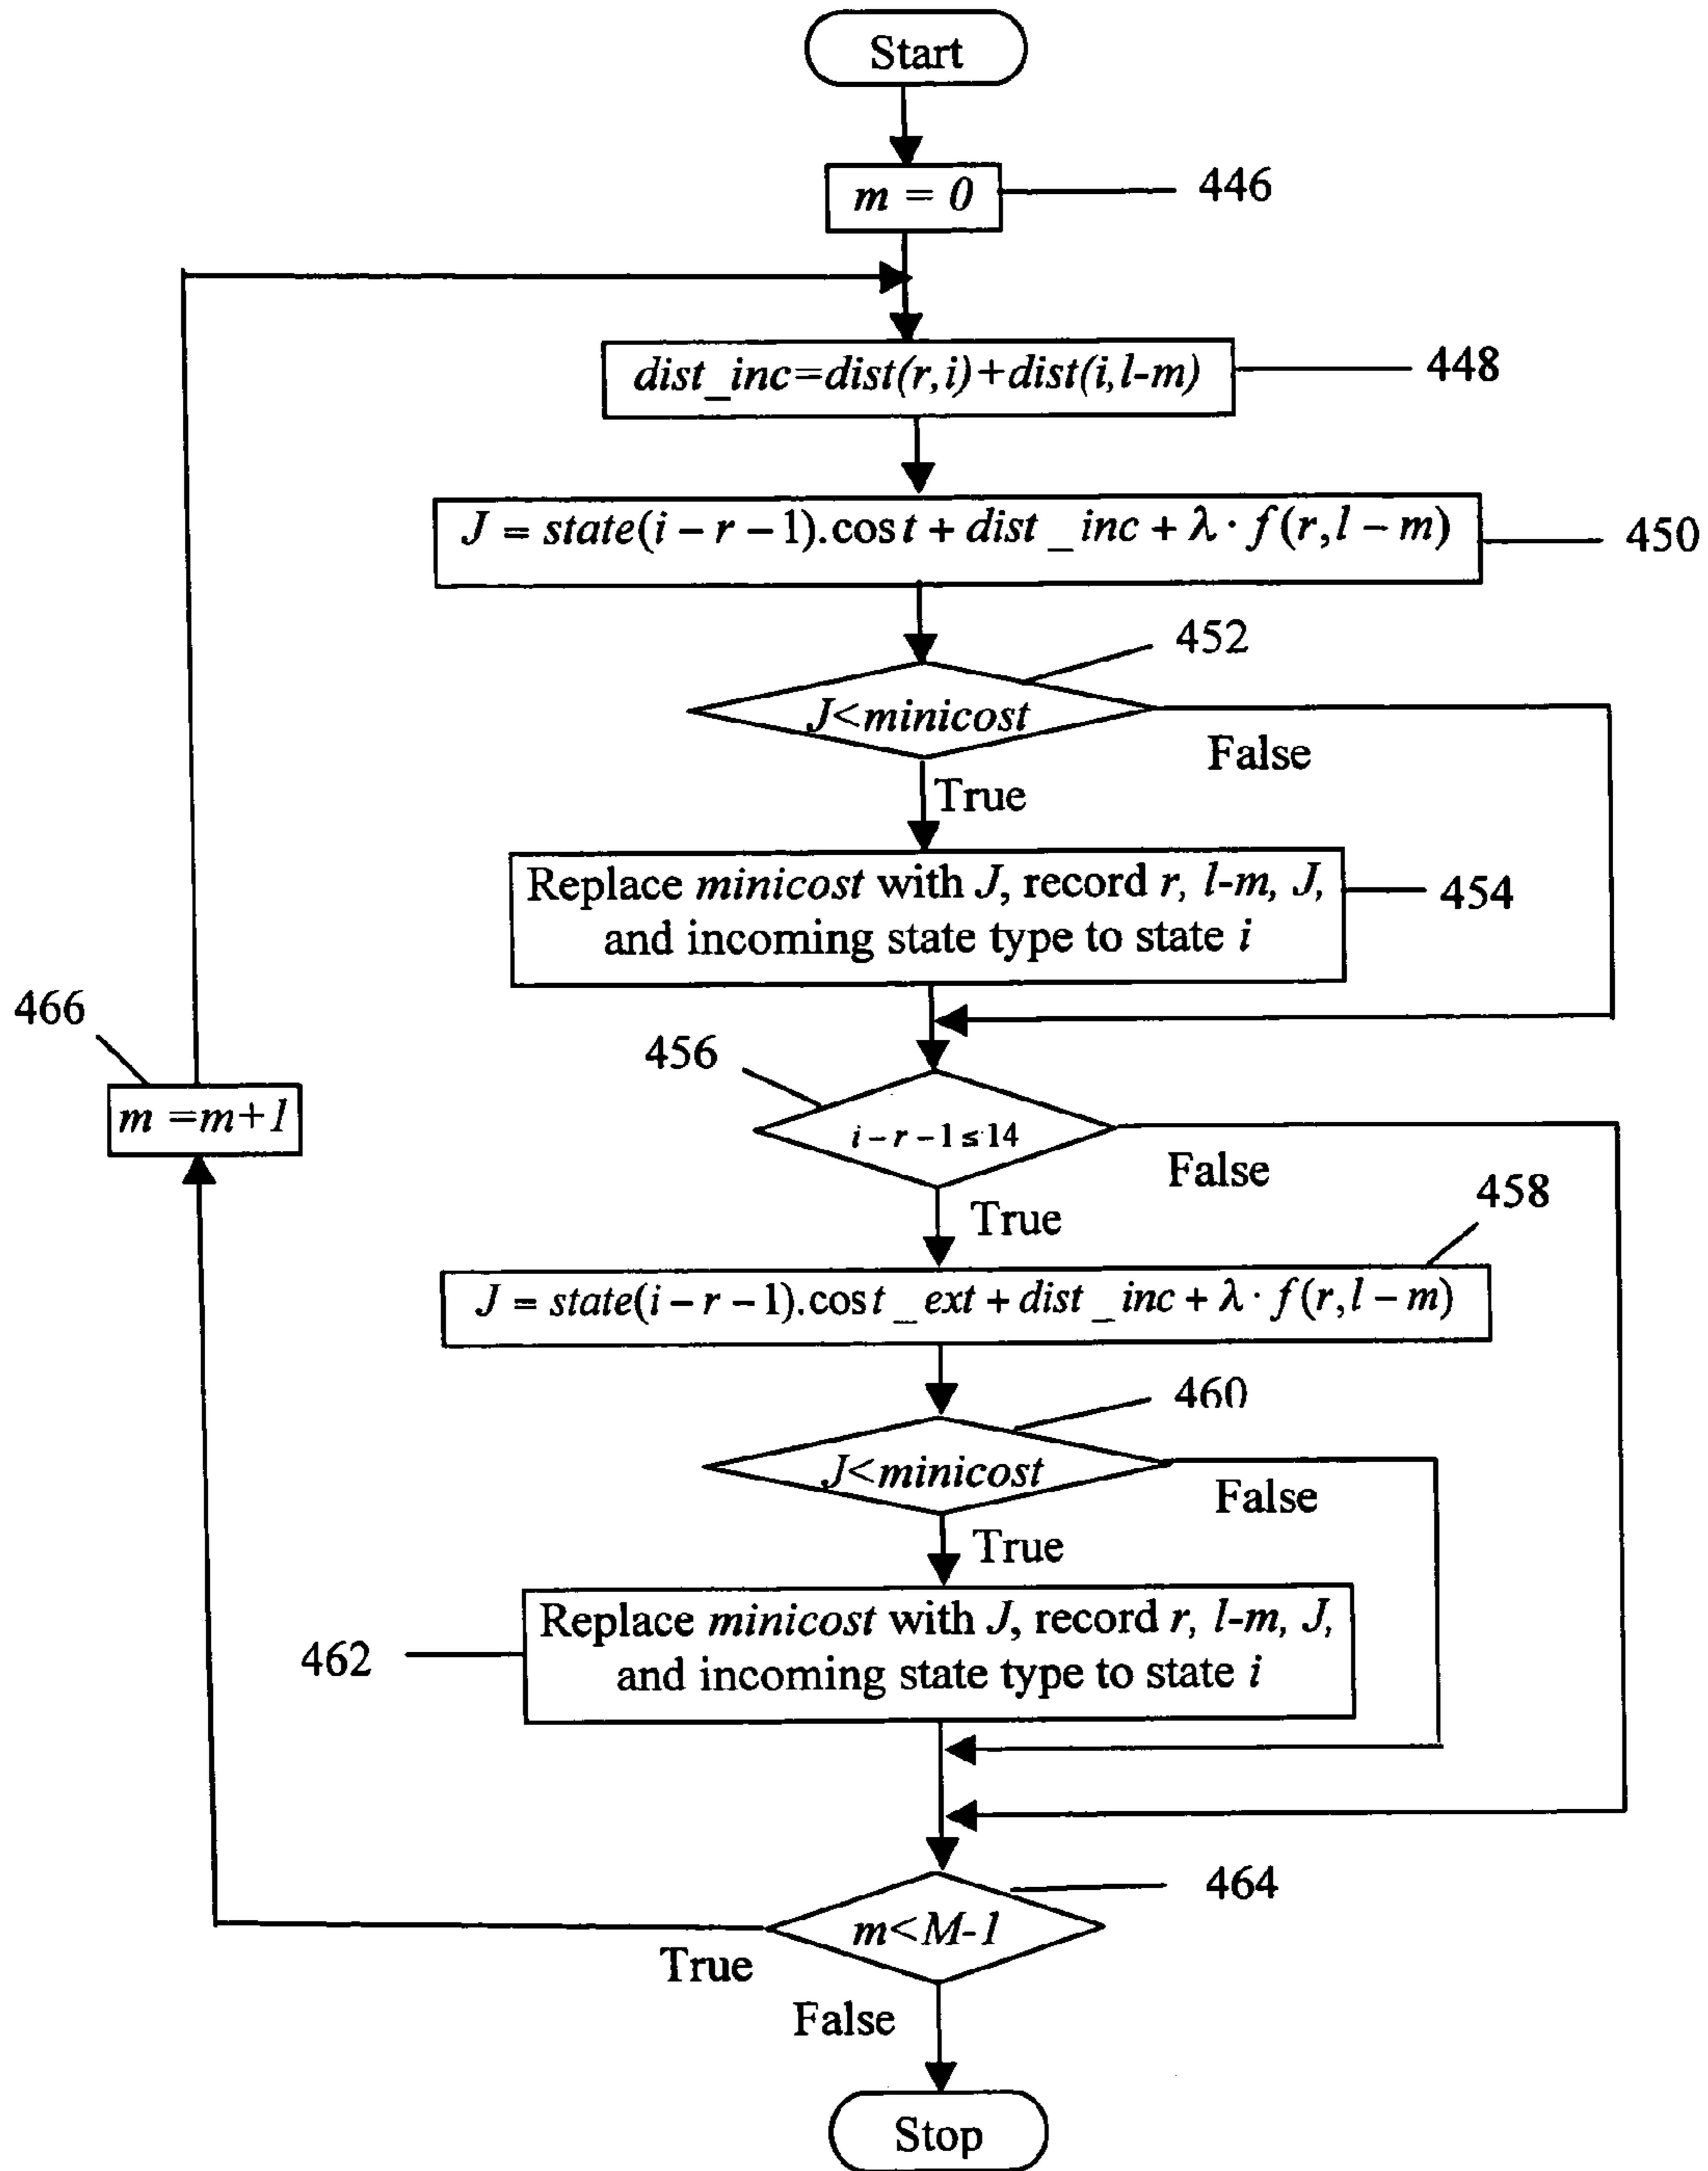 Start
m = 0
446
dist_inc=dist(r,i)+dist(i,l-m)
448
J = state(i – r – 1).cost + dist_inc + λ · f(r, l – m)
450
452
J<minicost
False
True
Replace minicost with J, record r, l-m, J,
and incoming state type to state i
454
466
456
m =m+1
i – r – 1 ≤ 14
False
True
458
J = state(i – r – 1).cost_ext + dist_inc + λ · f(r, l – m)
460
J<minicost
False
True
Replace minicost with J, record r, l-m, J,
and incoming state type to state i
462
464
m<M-1
True
False
Stop